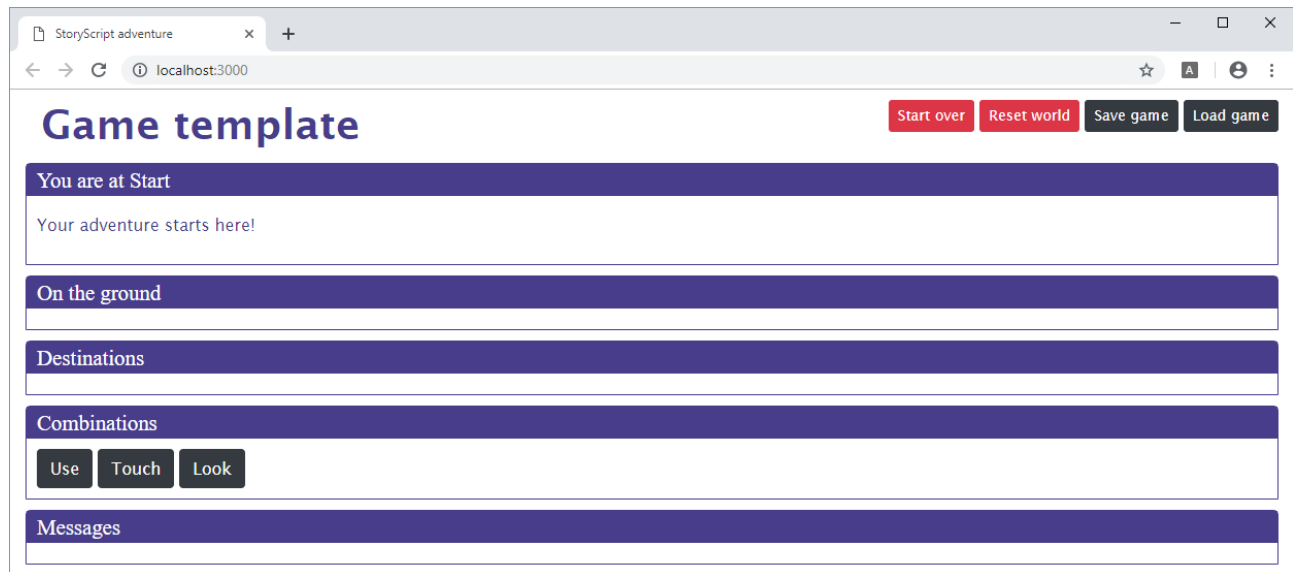 StoryScript adventure
localhost:3000
A
Game template
Start over Reset world Save game Load game
You are at Start
Your adventure starts here!
On the ground
Destinations
Combinations
Use Touch Look
Messages